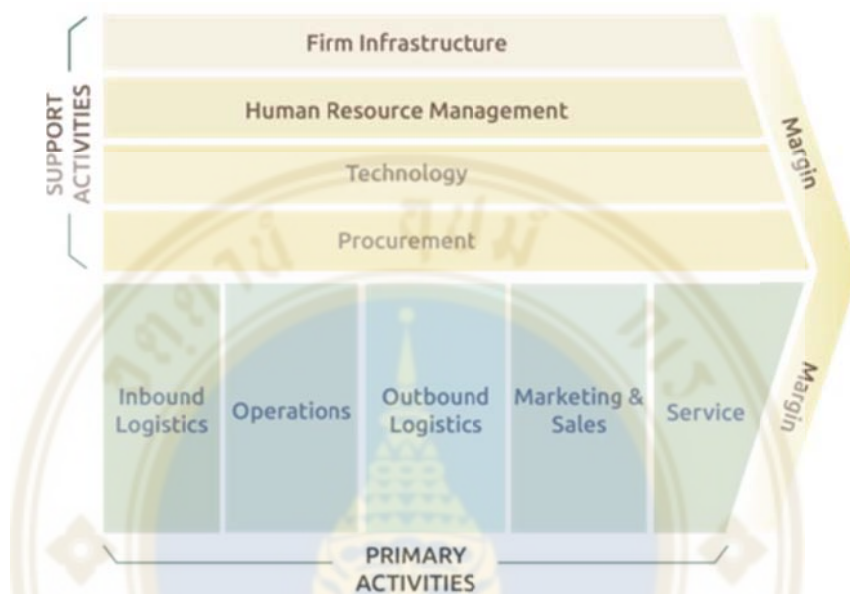 Firm Infrastructure
Human Resource Management
Technology
Procurement
SUPPORT
ACTIVITIES
Margin
Inbound
Logistics
Operations
Outbound
Logistics
Marketing &
Sales
Service
Margin
PRIMARY
ACTIVITIES